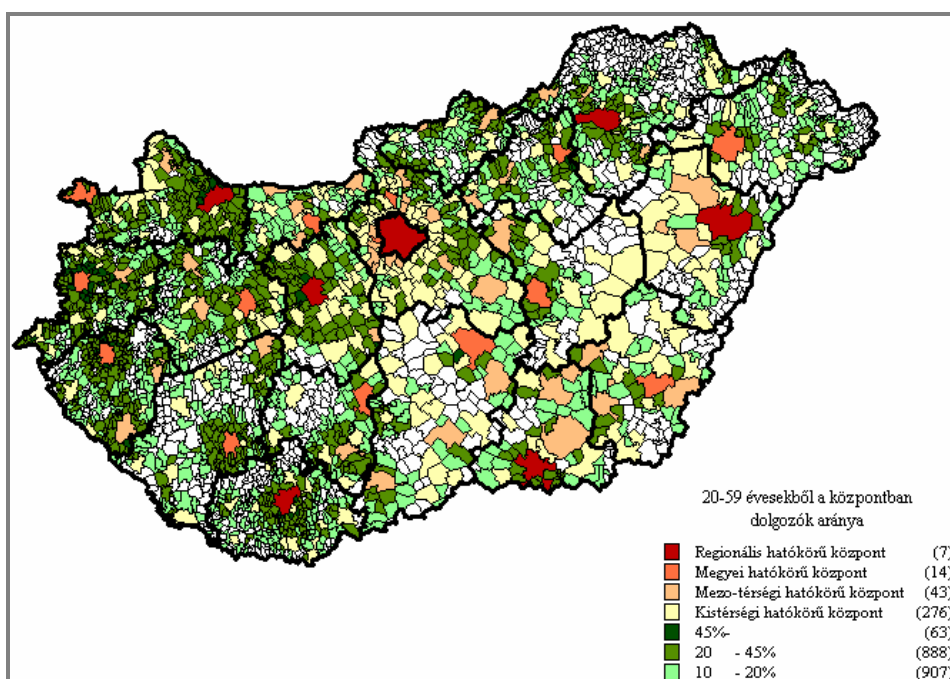 20-59 évesekből a központban
dolgozók aránya
Regionális hatókörű központ (7)
Megyei hatókörű központ (14)
Mezo-térségi hatókörű központ (43)
Kistérségi hatókörű központ (276)
45%- (63)
20 - 45% (888)
10 - 20% (907)